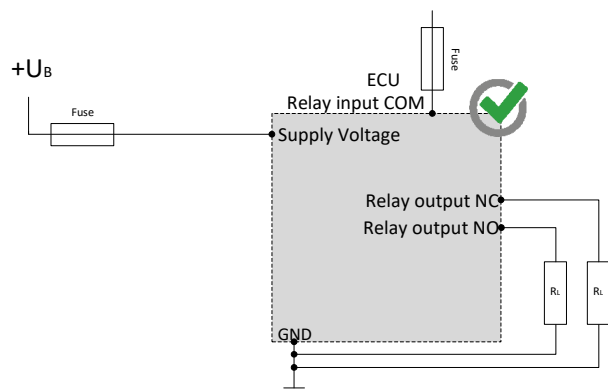 Fuse
ECU
Relay input COM
+UB
Fuse
Supply Voltage
Relay output NC
Relay output NO
RL
RL
GND